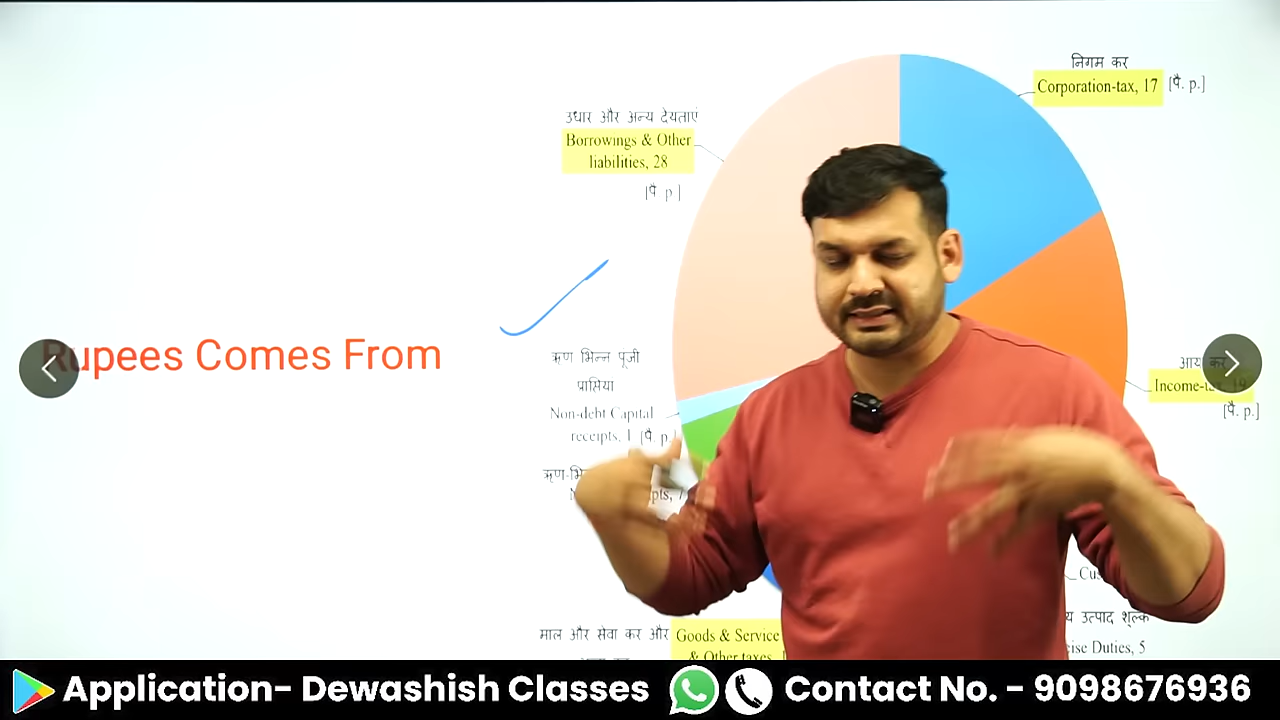 निगम कर
Corporation-tax, 17 [पै. p.]
उधार और अन्य देयताएं
Borrowings & Other
liabilities, 28
[पै p]
Rupees Comes From
ऋण भिन्न पूंजी
प्राप्तिया
Non-debt Capital
receipts, 1 [पै. p.
आय कर
Income-
[पै. p.]
उत्पाद शुल्क
Duties, 5
माल और सेवा कर और
Goods & Service
& Other taxes,
Application- Dewashish Classes
Contact No. - 9098676936